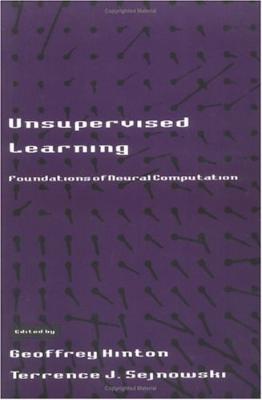 Unsupervised
Learning
Foundations of Neural Computation
Edited by
Geoffrey Hinton
Terrence J. Sejnowski